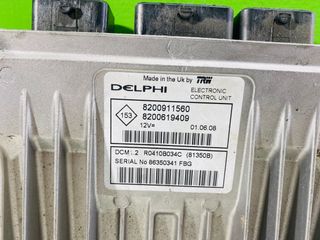 Made in the Uk by TRW
DELPHI ELECTRONIC CONTROL UNIT
8200911560
153 8200619409
12V= 01.06.08
DCM1.2 R0410B034C (81350B)
SERIAL No 86350341 FBG